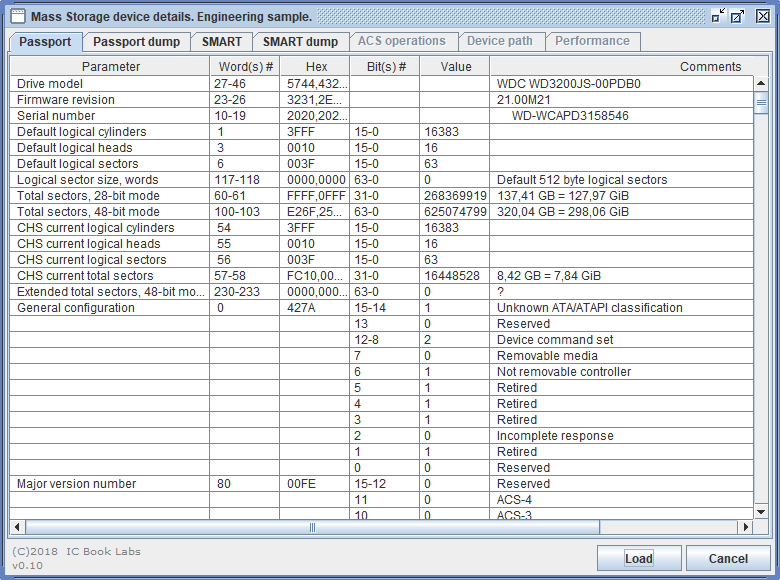 Mass Storage device details. Engineering sample.
Passport Passport dump SMART SMART dump ACS operations Device path Performance
Parameter Word(s) # Hex Bit(s) # Value Comments
Drive model 27-46 5744,432... WDC WD3200JS-00PDB0
Firmware revision 23-26 3231,2E... 21.00M21
Serial number 10-19 2020,202... WD-WCAPD3158546
Default logical cylinders 1 3FFF 15-0 16383
Default logical heads 3 0010 15-0 16
Default logical sectors 6 003F 15-0 63
Logical sector size, words 117-118 0000,0000 63-0 0 Default 512 byte logical sectors
Total sectors, 28-bit mode 60-61 FFFF,0FFF 31-0 268369919 137,41 GB = 127,97 GiB
Total sectors, 48-bit mode 100-103 E26F,25... 63-0 625074799 320,04 GB = 298,06 GiB
CHS current logical cylinders 54 3FFF 15-0 16383
CHS current logical heads 55 0010 15-0 16
CHS current logical sectors 56 003F 15-0 63
CHS current total sectors 57-58 FC10,00... 31-0 16448528 8,42 GB = 7,84 GiB
Extended total sectors, 48-bit mo... 230-233 0000,000... 63-0 0 ?
General configuration 0 427A 15-14 1 Unknown ATA/ATAPI classification
13 0 Reserved
12-8 2 Device command set
7 0 Removable media
6 1 Not removable controller
5 1 Retired
4 1 Retired
3 1 Retired
2 0 Incomplete response
1 1 Retired
0 0 Reserved
Major version number 80 00FE 15-12 0 Reserved
11 0 ACS-4
10 0 ACS-3
(C)2018 IC Book Labs
v0.10
Load Cancel